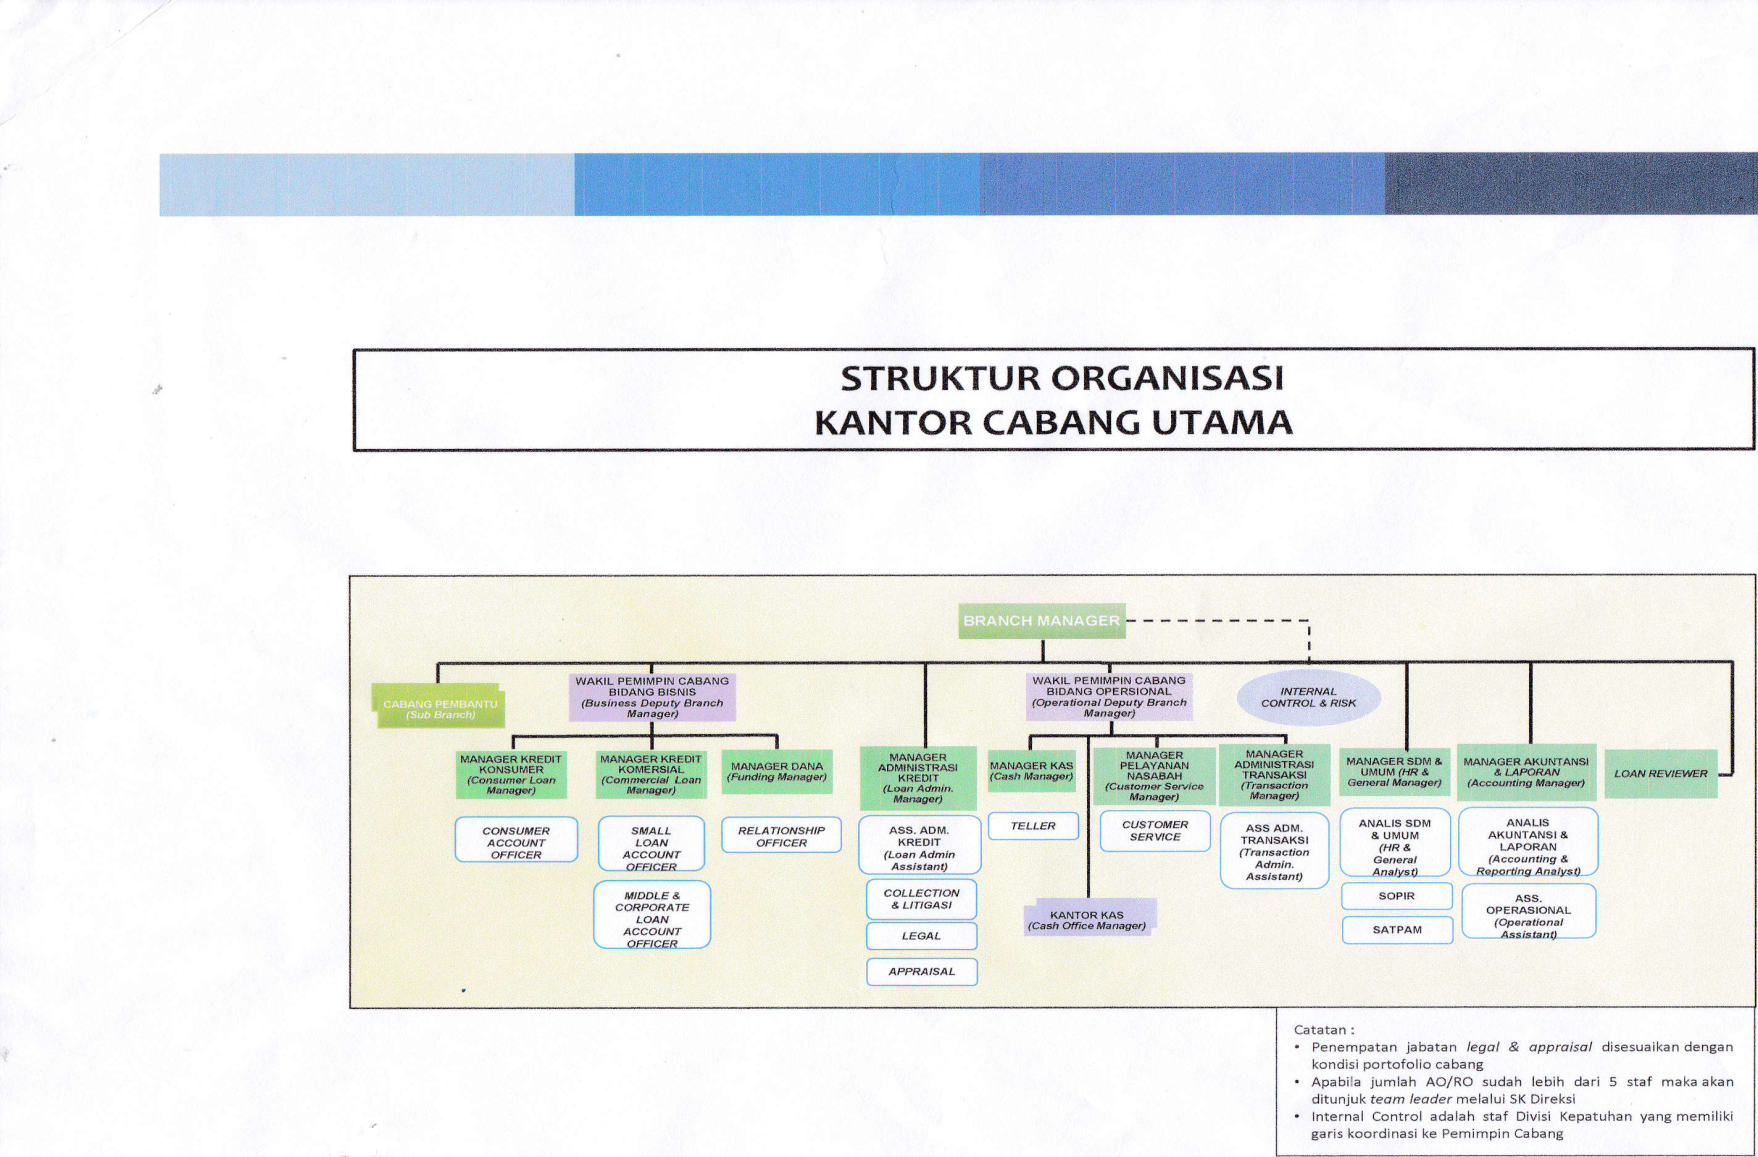 STRUKTUR ORGANISASI
KANTOR CABANG UTAMA
BRANCH MANAGER
CABANG PEMBANTU
(Sub Branch)
WAKIL PEMIMPIN CABANG
BIDANG BISNIS
(Business Deputy Branch
Manager)
WAKIL PEMIMPIN CABANG
BIDANG OPERSIONAL
(Operational Deputy Branch
Manager)
INTERNAL
CONTROL & RISK
MANAGER KREDIT
KONSUMER
(Consumer Loan
Manager)
MANAGER KREDIT
KOMERSIAL
(Commercial Loan
Manager)
MANAGER DANA
(Funding Manager)
MANAGER
ADMINISTRASI
KREDIT
(Loan Admin.
Manager)
MANAGER KAS
(Cash Manager)
MANAGER
PELAYANAN
NASABAH
(Customer Service
Manager)
MANAGER
ADMINISTRASI
TRANSAKSI
(Transaction
Manager)
MANAGER SDM &
UMUM (HR &
General Manager)
MANAGER AKUNTANSI
& LAPORAN
(Accounting Manager)
LOAN REVIEWER
CONSUMER
ACCOUNT
OFFICER
SMALL
LOAN
ACCOUNT
OFFICER
MIDDLE &
CORPORATE
LOAN
ACCOUNT
OFFICER
RELATIONSHIP
OFFICER
ASS. ADM.
KREDIT
(Loan Admin
Assistant)
COLLECTION
& LITIGASI
LEGAL
APPRAISAL
TELLER
KANTOR KAS
(Cash Office Manager)
CUSTOMER
SERVICE
ASS ADM.
TRANSAKSI
(Transaction
Admin.
Assistant)
ANALIS SDM
& UMUM
(HR &
General
Analyst)
SOPIR
SATPAM
ANALIS
AKUNTANSI &
LAPORAN
(Accounting &
Reporting Analyst)
ASS.
OPERASIONAL
(Operational
Assistant)
Catatan :
• Penempatan jabatan legal & appraisal disesuaikan dengan
kondisi portofolio cabang
• Apabila jumlah AO/RO sudah lebih dari 5 staf maka akan
ditunjuk team leader melalui SK Direksi
• Internal Control adalah staf Divisi Kepatuhan yang memiliki
garis koordinasi ke Pemimpin Cabang